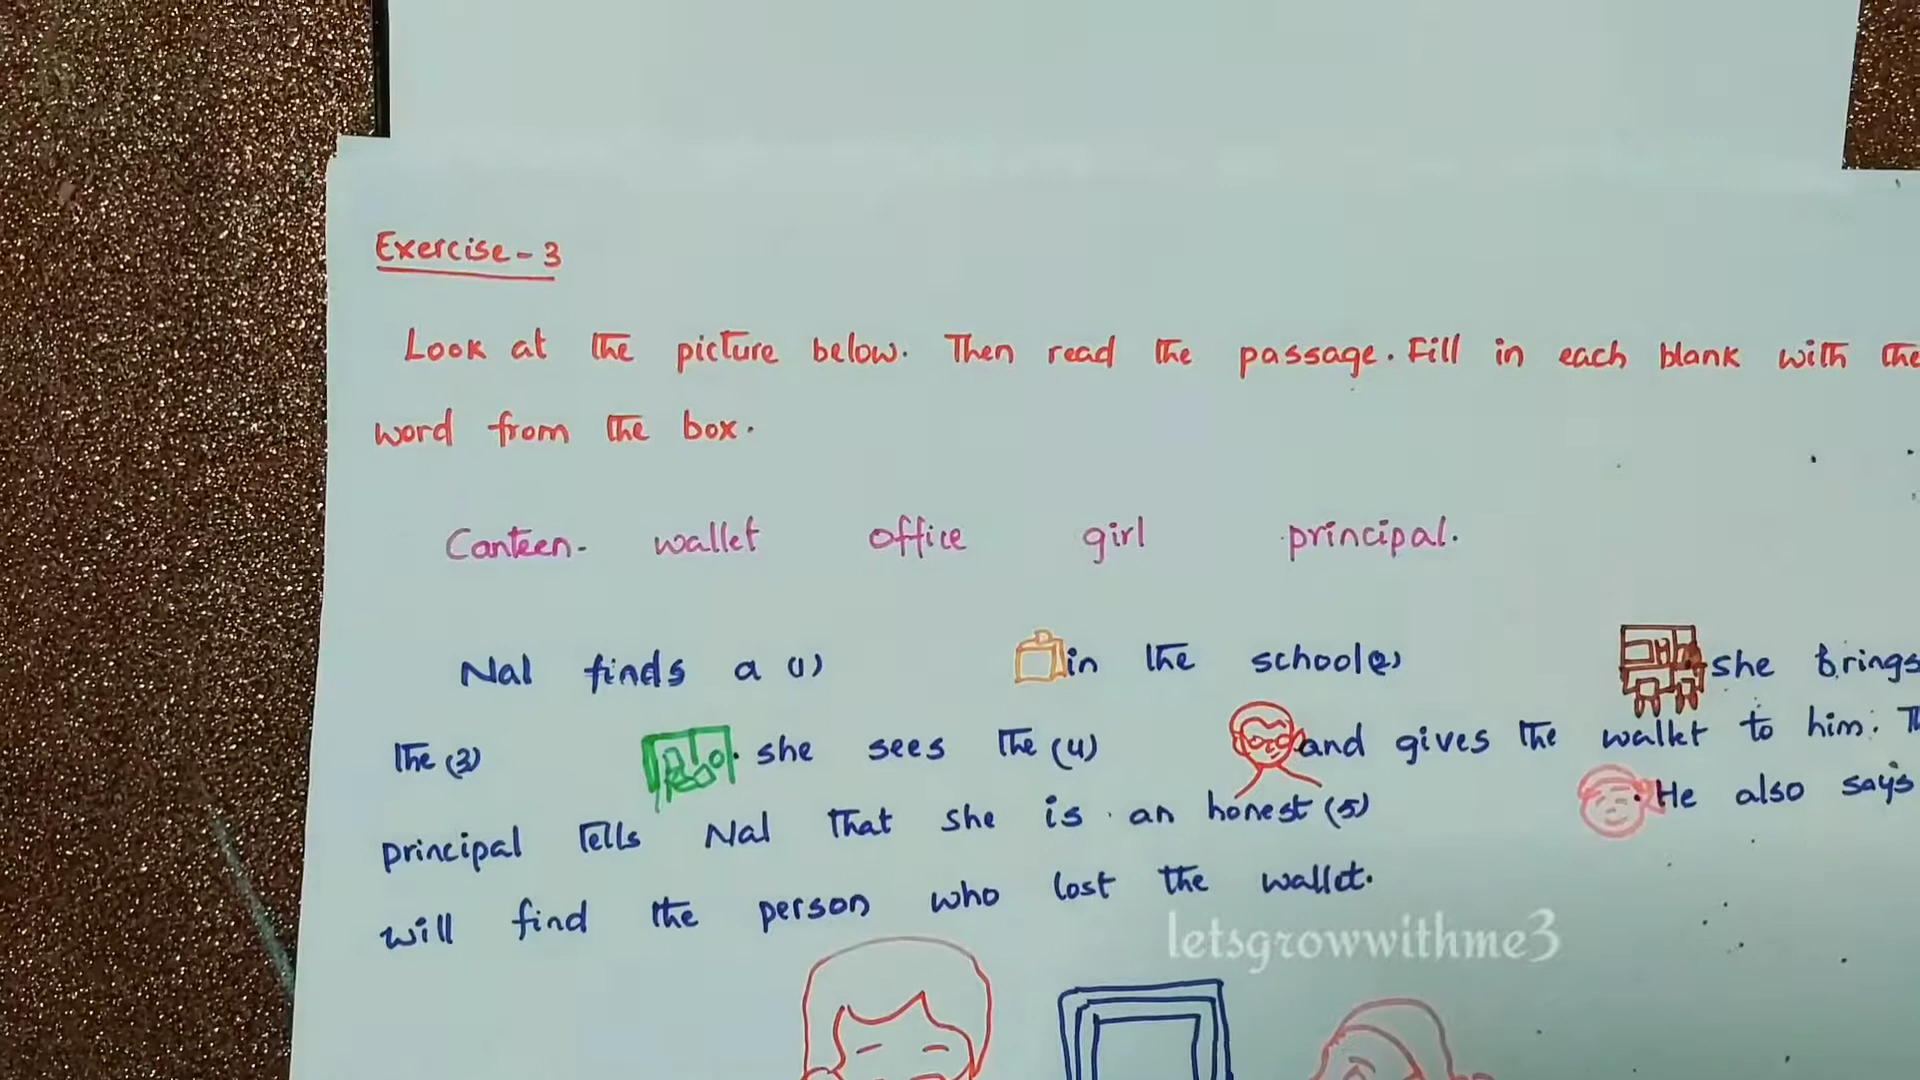 Exercise - 3
Look at the picture below. Then read the passage. Fill in each blank with the
word from the box.
Canteen. wallet office girl principal.
Nal finds a (1) in the school(2) she brings
the (3) . she sees the (4) and gives the wallet to him.
principal tells Nal that she is an honest (5) . He also says
will find the person who lost the wallet.
letsgrowwithme3